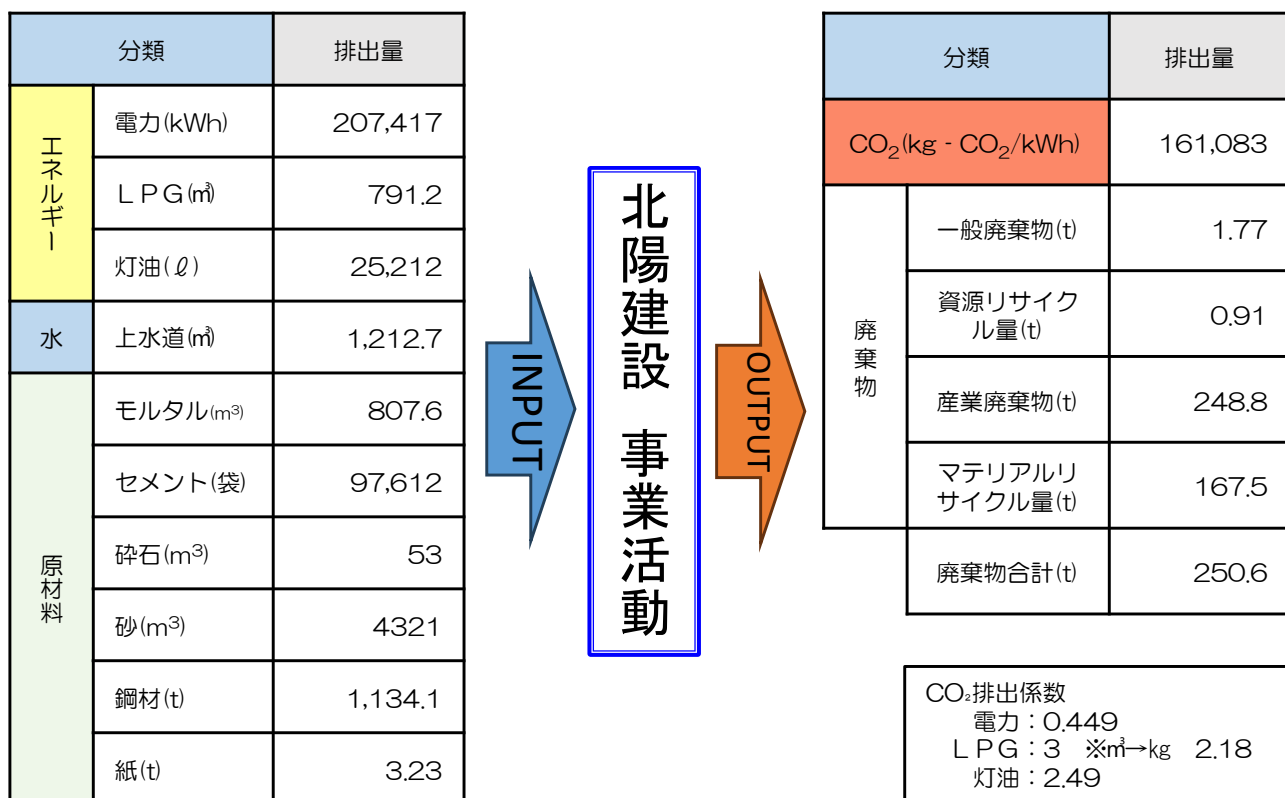 分類 排出量
エネルギー
電力(kWh) 207,417
ＬＰＧ(㎥) 791.2
灯油(ℓ) 25,212
水 上水道(㎥) 1,212.7
原材料
モルタル(m³) 807.6
セメント(袋) 97,612
砕石(m³) 53
砂(m³) 4321
鋼材(t) 1,134.1
紙(t) 3.23
INPUT
北陽建設　事業活動
OUTPUT
分類 排出量
CO₂(kg‐CO₂/kWh) 161,083
廃棄物
一般廃棄物(t) 1.77
資源リサイク
ル量(t) 0.91
産業廃棄物(t) 248.8
マテリアルリ
サイクル量(t) 167.5
廃棄物合計(t) 250.6
CO₂排出係数
電力：0.449
ＬＰＧ：3　※㎥→kg　2.18
灯油：2.49